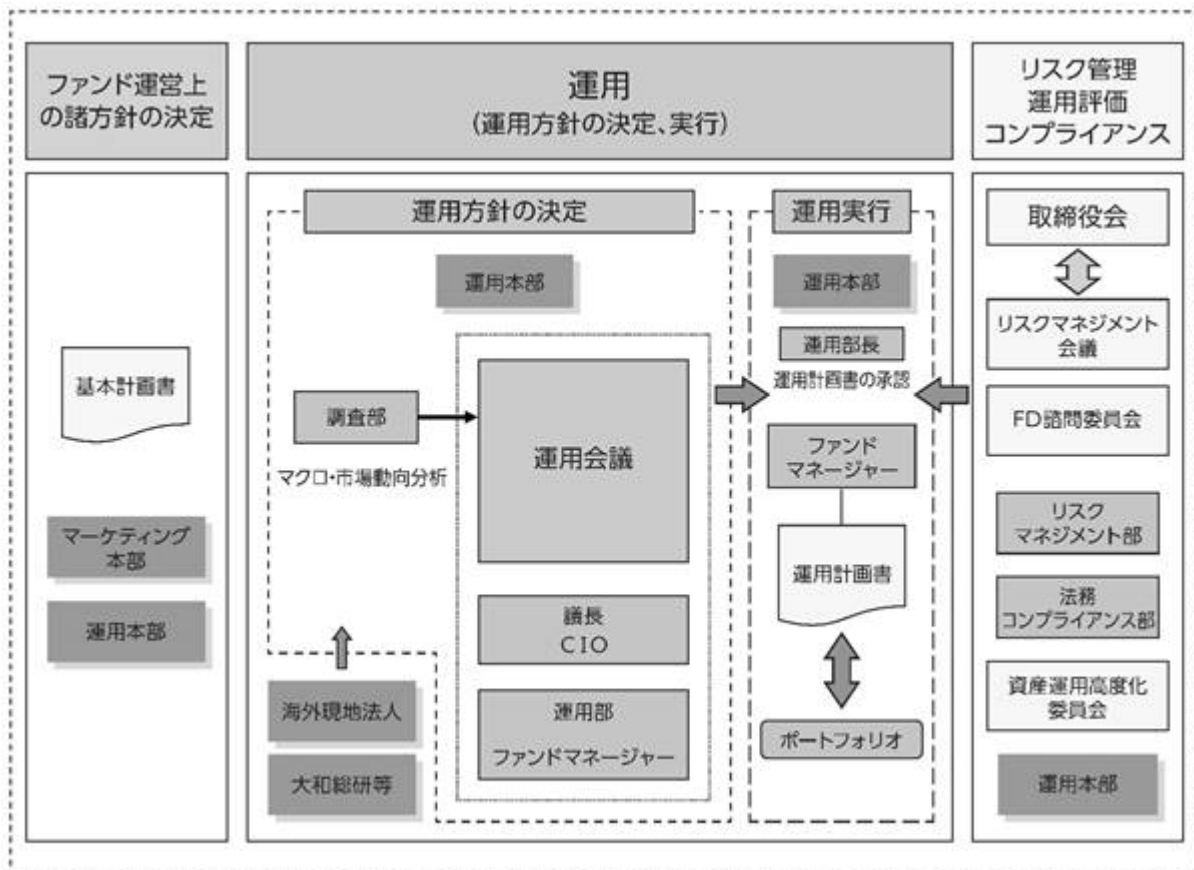 ファンド運営上
の諸方針の決定
基本計画書
マーケティング
本部
運用本部
運用
(運用方針の決定、実行)
運用方針の決定
運用本部
調査部
マクロ・市場動向分析
運用会議
議長
CIO
運用部
ファンドマネージャー
海外現地法人
大和総研等
運用実行
運用本部
運用部長
運用計画書の承認
ファンド
マネージャー
運用計画書
ポートフォリオ
リスク管理
運用評価
コンプライアンス
取締役会
リスクマネジメント
会議
FD諮問委員会
リスク
マネジメント部
法務
コンプライアンス部
資産運用高度化
委員会
運用本部